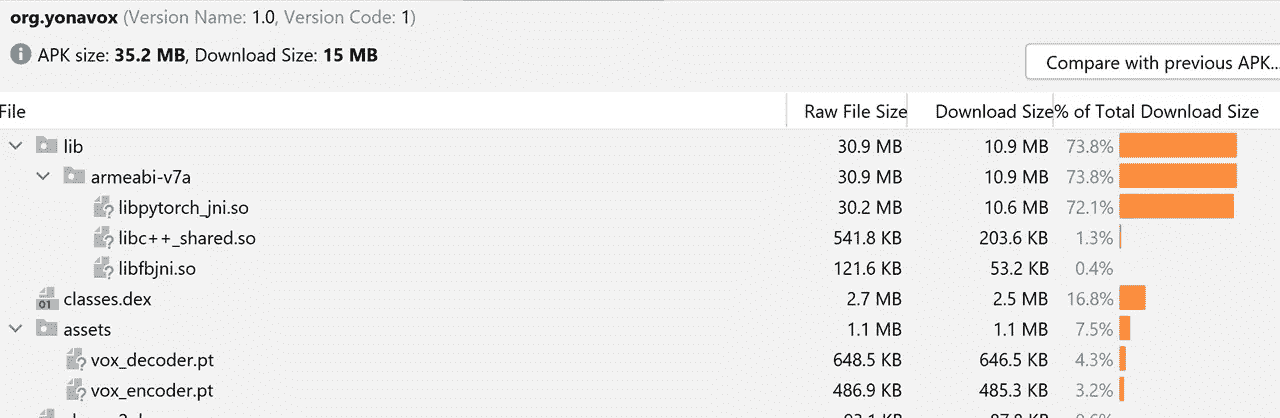 org.yonavox (Version Name: 1.0, Version Code: 1)
APK size: 35.2 MB, Download Size: 15 MB
Compare with previous APK...
File Raw File Size Download Size % of Total Download Size
lib 30.9 MB 10.9 MB 73.8%
armeabi-v7a 30.9 MB 10.9 MB 73.8%
libpytorch_jni.so 30.2 MB 10.6 MB 72.1%
libc++_shared.so 541.8 KB 203.6 KB 1.3%
libfbjni.so 121.6 KB 53.2 KB 0.4%
01 classes.dex 2.7 MB 2.5 MB 16.8%
assets 1.1 MB 1.1 MB 7.5%
vox_decoder.pt 648.5 KB 646.5 KB 4.3%
vox_encoder.pt 486.9 KB 485.3 KB 3.2%